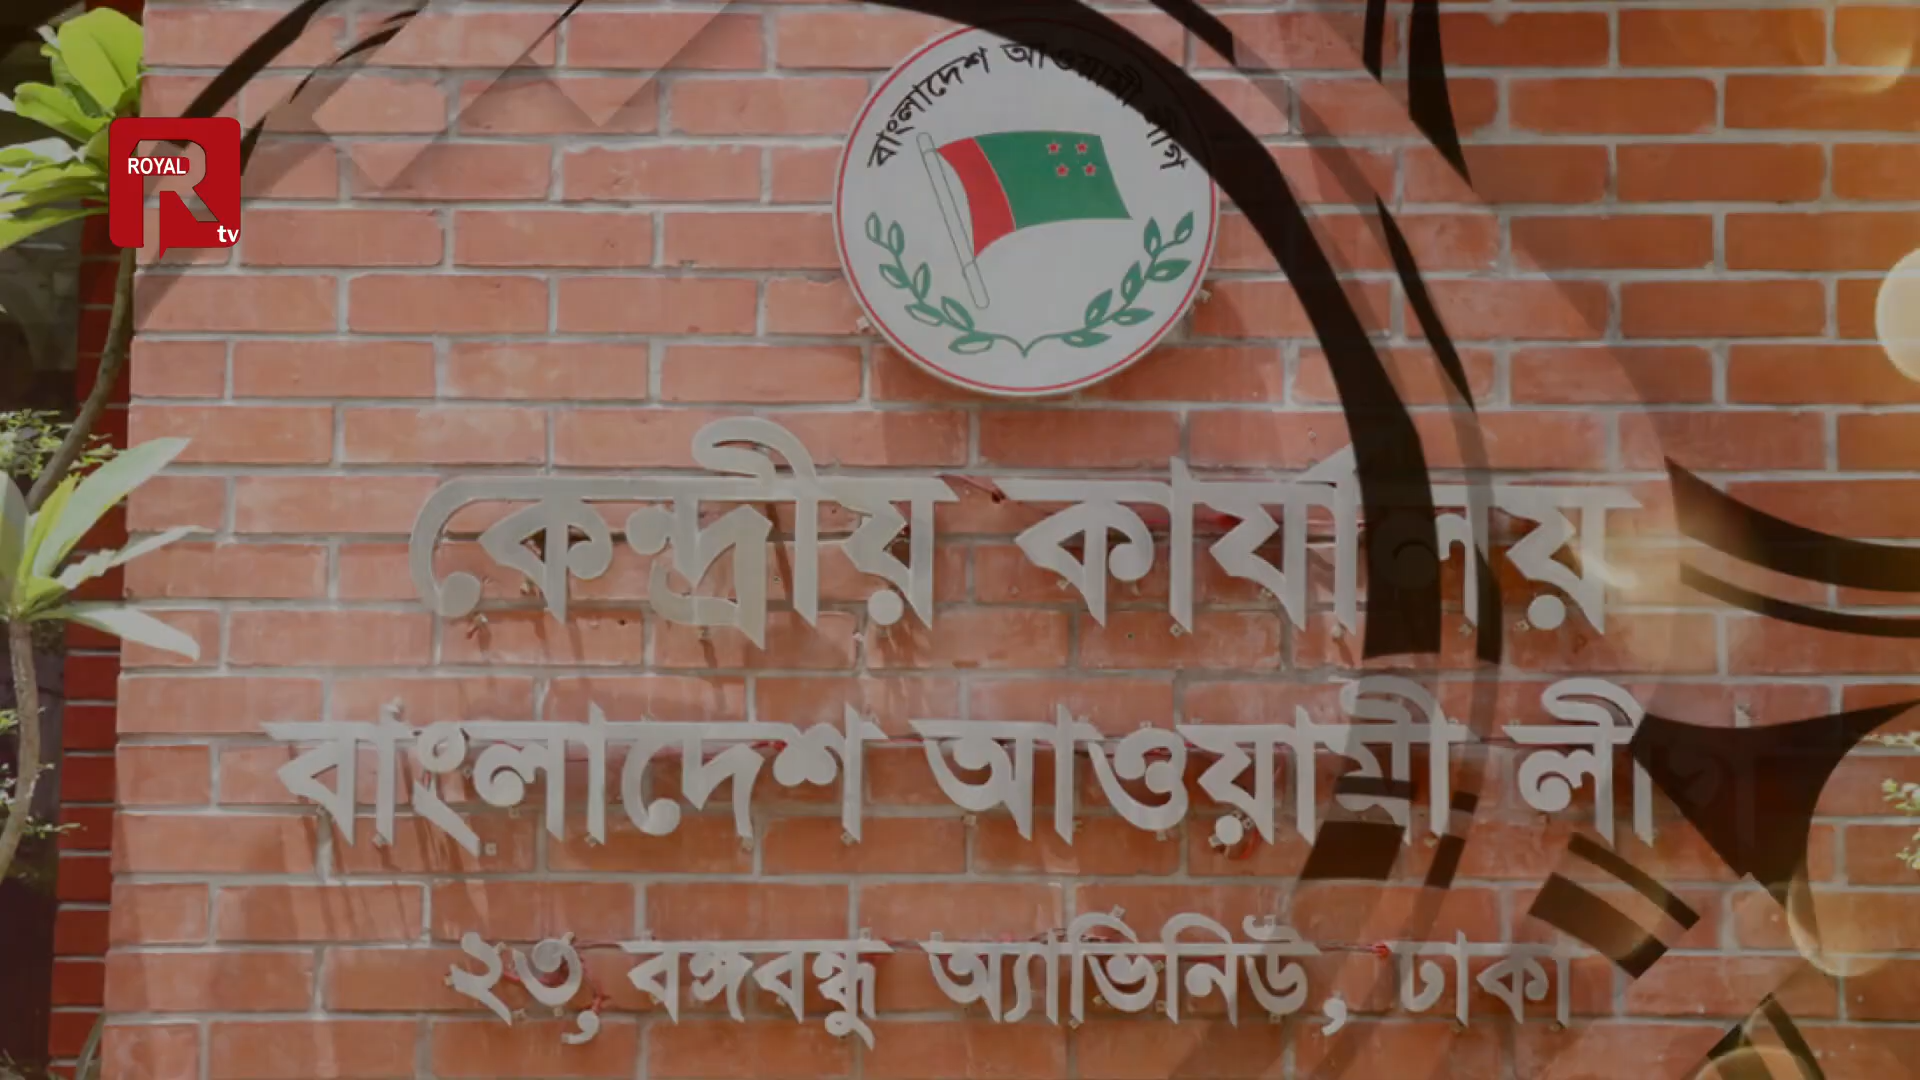 বাংলাদেশ আওয়ামী লীগ
ROYAL
R
tv
কেন্দ্রীয় কার্যালয়
বাংলাদেশ আওয়ামী লী
২৩, বঙ্গবন্ধু অ্যাভিনিউ, ঢাকা